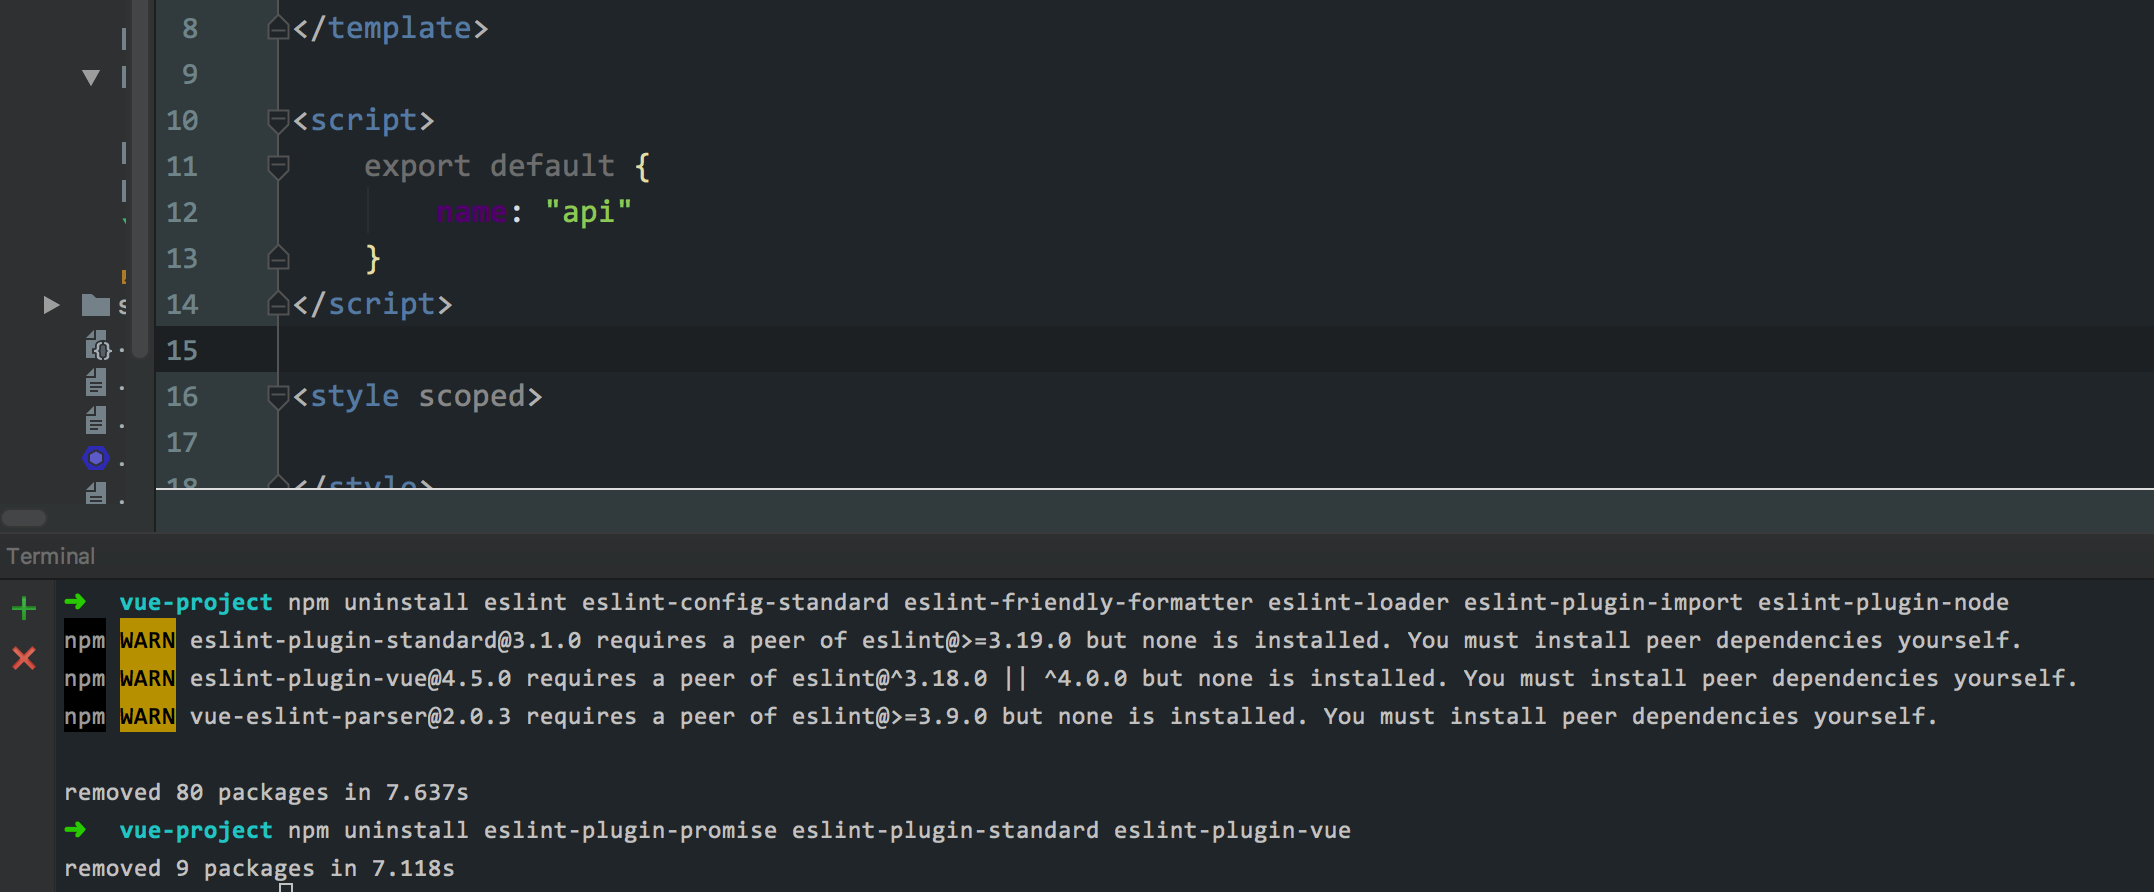 8 </template>
9
10 <script>
11 export default {
12 name: "api"
13 }
14 </script>
15
16 <style scoped>
17
18 </style>
s
Terminal
➜ vue-project npm uninstall eslint eslint-config-standard eslint-friendly-formatter eslint-loader eslint-plugin-import eslint-plugin-node
npm WARN eslint-plugin-standard@3.1.0 requires a peer of eslint@>=3.19.0 but none is installed. You must install peer dependencies yourself.
npm WARN eslint-plugin-vue@4.5.0 requires a peer of eslint@^3.18.0 || ^4.0.0 but none is installed. You must install peer dependencies yourself.
npm WARN vue-eslint-parser@2.0.3 requires a peer of eslint@>=3.9.0 but none is installed. You must install peer dependencies yourself.
removed 80 packages in 7.637s
➜ vue-project npm uninstall eslint-plugin-promise eslint-plugin-standard eslint-plugin-vue
removed 9 packages in 7.118s